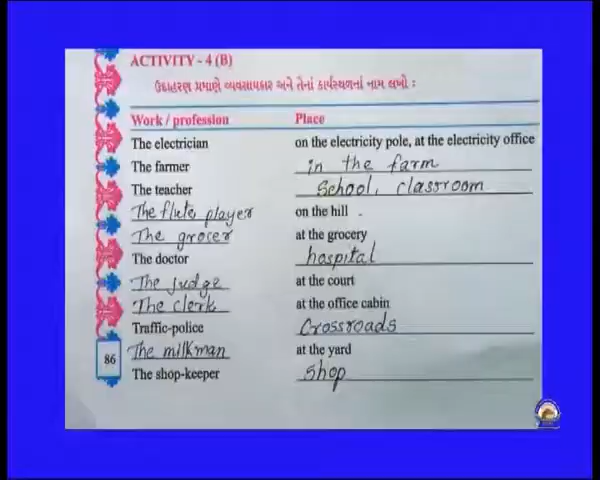 ACTIVITY - 4 (B)
ઉદાહરણ પ્રમાણે વ્યવસાયકાર અને તેનાં કાર્યસ્થળનાં નામ લખો :
Work / profession Place
The electrician on the electricity pole, at the electricity office
The farmer in the farm
The teacher School, classroom
The flute player on the hill .
The grocer at the grocery
The doctor hospital
The judge at the court
The clerk at the office cabin
Traffic-police Crossroads
The milkman at the yard
86
The shop-keeper Shop